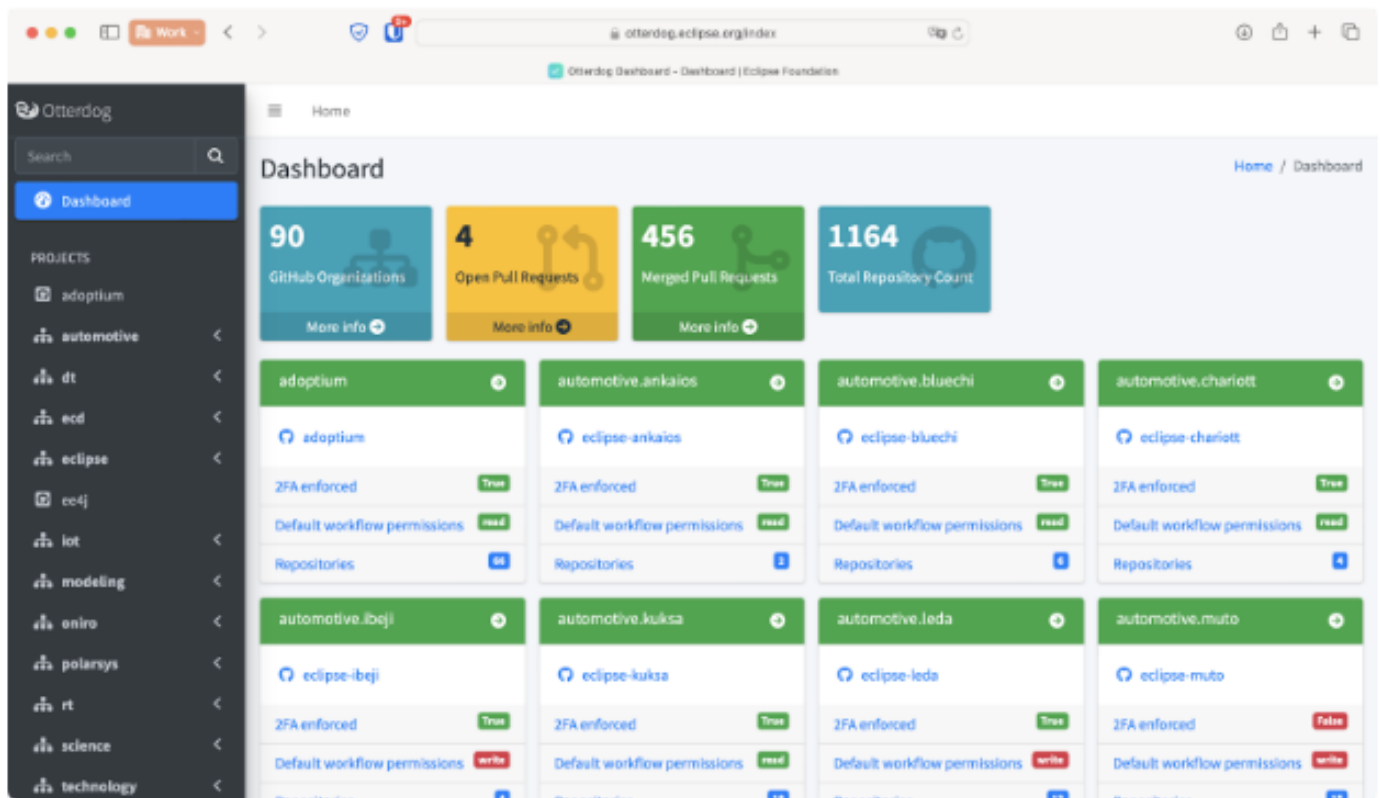 Work
9+
otterdog.eclipse.org/index
Otterdog Dashboard - Dashboard | Eclipse Foundation
Otterdog
Home
Search
Dashboard
Home / Dashboard
Dashboard
PROJECTS
adoptium
automotive
dt
ecd
eclipse
ee4j
iot
modeling
oniro
polarsys
rt
science
technology
90
4
456
1164
GitHub Organizations
Open Pull Requests
Merged Pull Requests
Total Repository Count
More info
More info
More info
adoptium
automotive.ankaios
automotive.bluechi
automotive.chariott
adoptium
eclipse-ankaios
eclipse-bluechi
eclipse-chariott
2FA enforced True
2FA enforced True
2FA enforced True
2FA enforced True
Default workflow permissions read
Default workflow permissions read
Default workflow permissions read
Default workflow permissions read
Repositories 66
Repositories
Repositories 6
Repositories 4
automotive.ibeji
automotive.kuksa
automotive.leda
automotive.muto
eclipse-ibeji
eclipse-kuksa
eclipse-leda
eclipse-muto
2FA enforced True
2FA enforced True
2FA enforced True
2FA enforced False
Default workflow permissions write
Default workflow permissions read
Default workflow permissions write
Default workflow permissions write